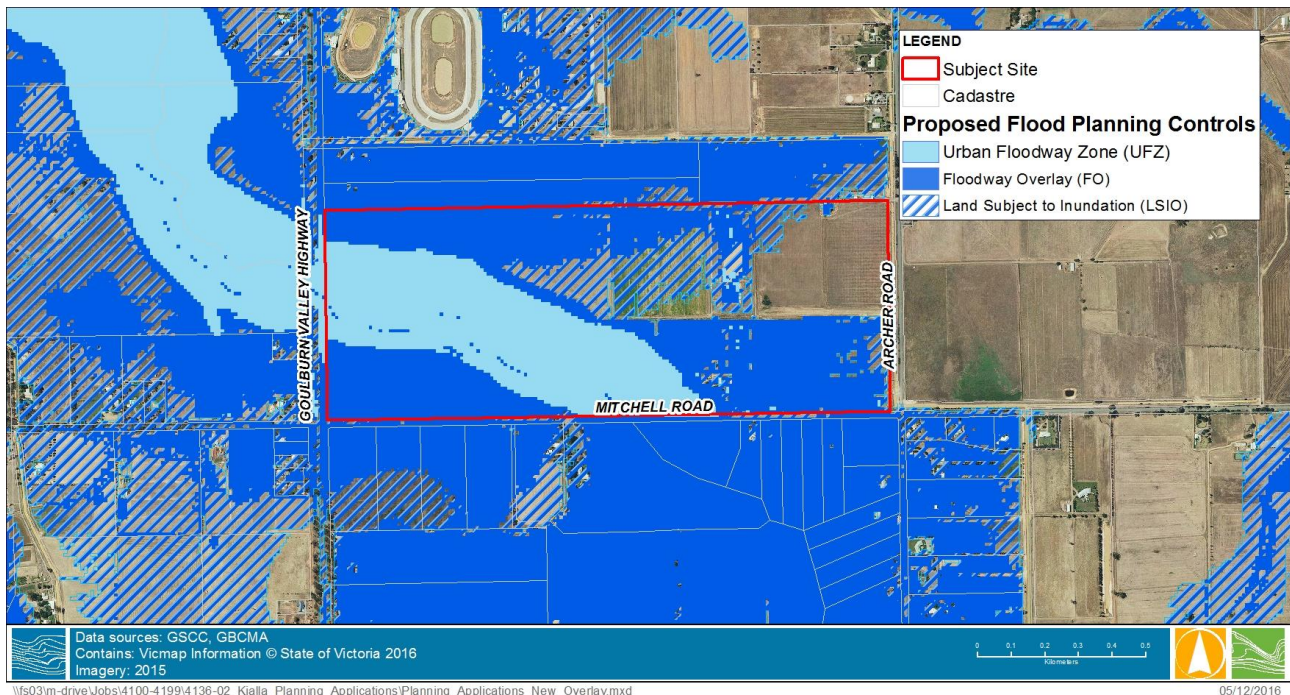 LEGEND
Subject Site
Cadastre
Proposed Flood Planning Controls
Urban Floodway Zone (UFZ)
Floodway Overlay (FO)
Land Subject to Inundation (LSIO)
GOULBURN VALLEY HIGHWAY
ARCHER ROAD
MITCHELL ROAD
Data sources: GSCC, GBCMA
Contains: Vicmap Information © State of Victoria 2016
Imagery: 2015
0 0.1 0.2 0.3 0.4 0.5
Kilometers
\\fs03\m-drive\Jobs\4100-4199\4136-02_Kialla_Planning_Applications\Planning_Applications_New_Overlay.mxd
05/12/2016